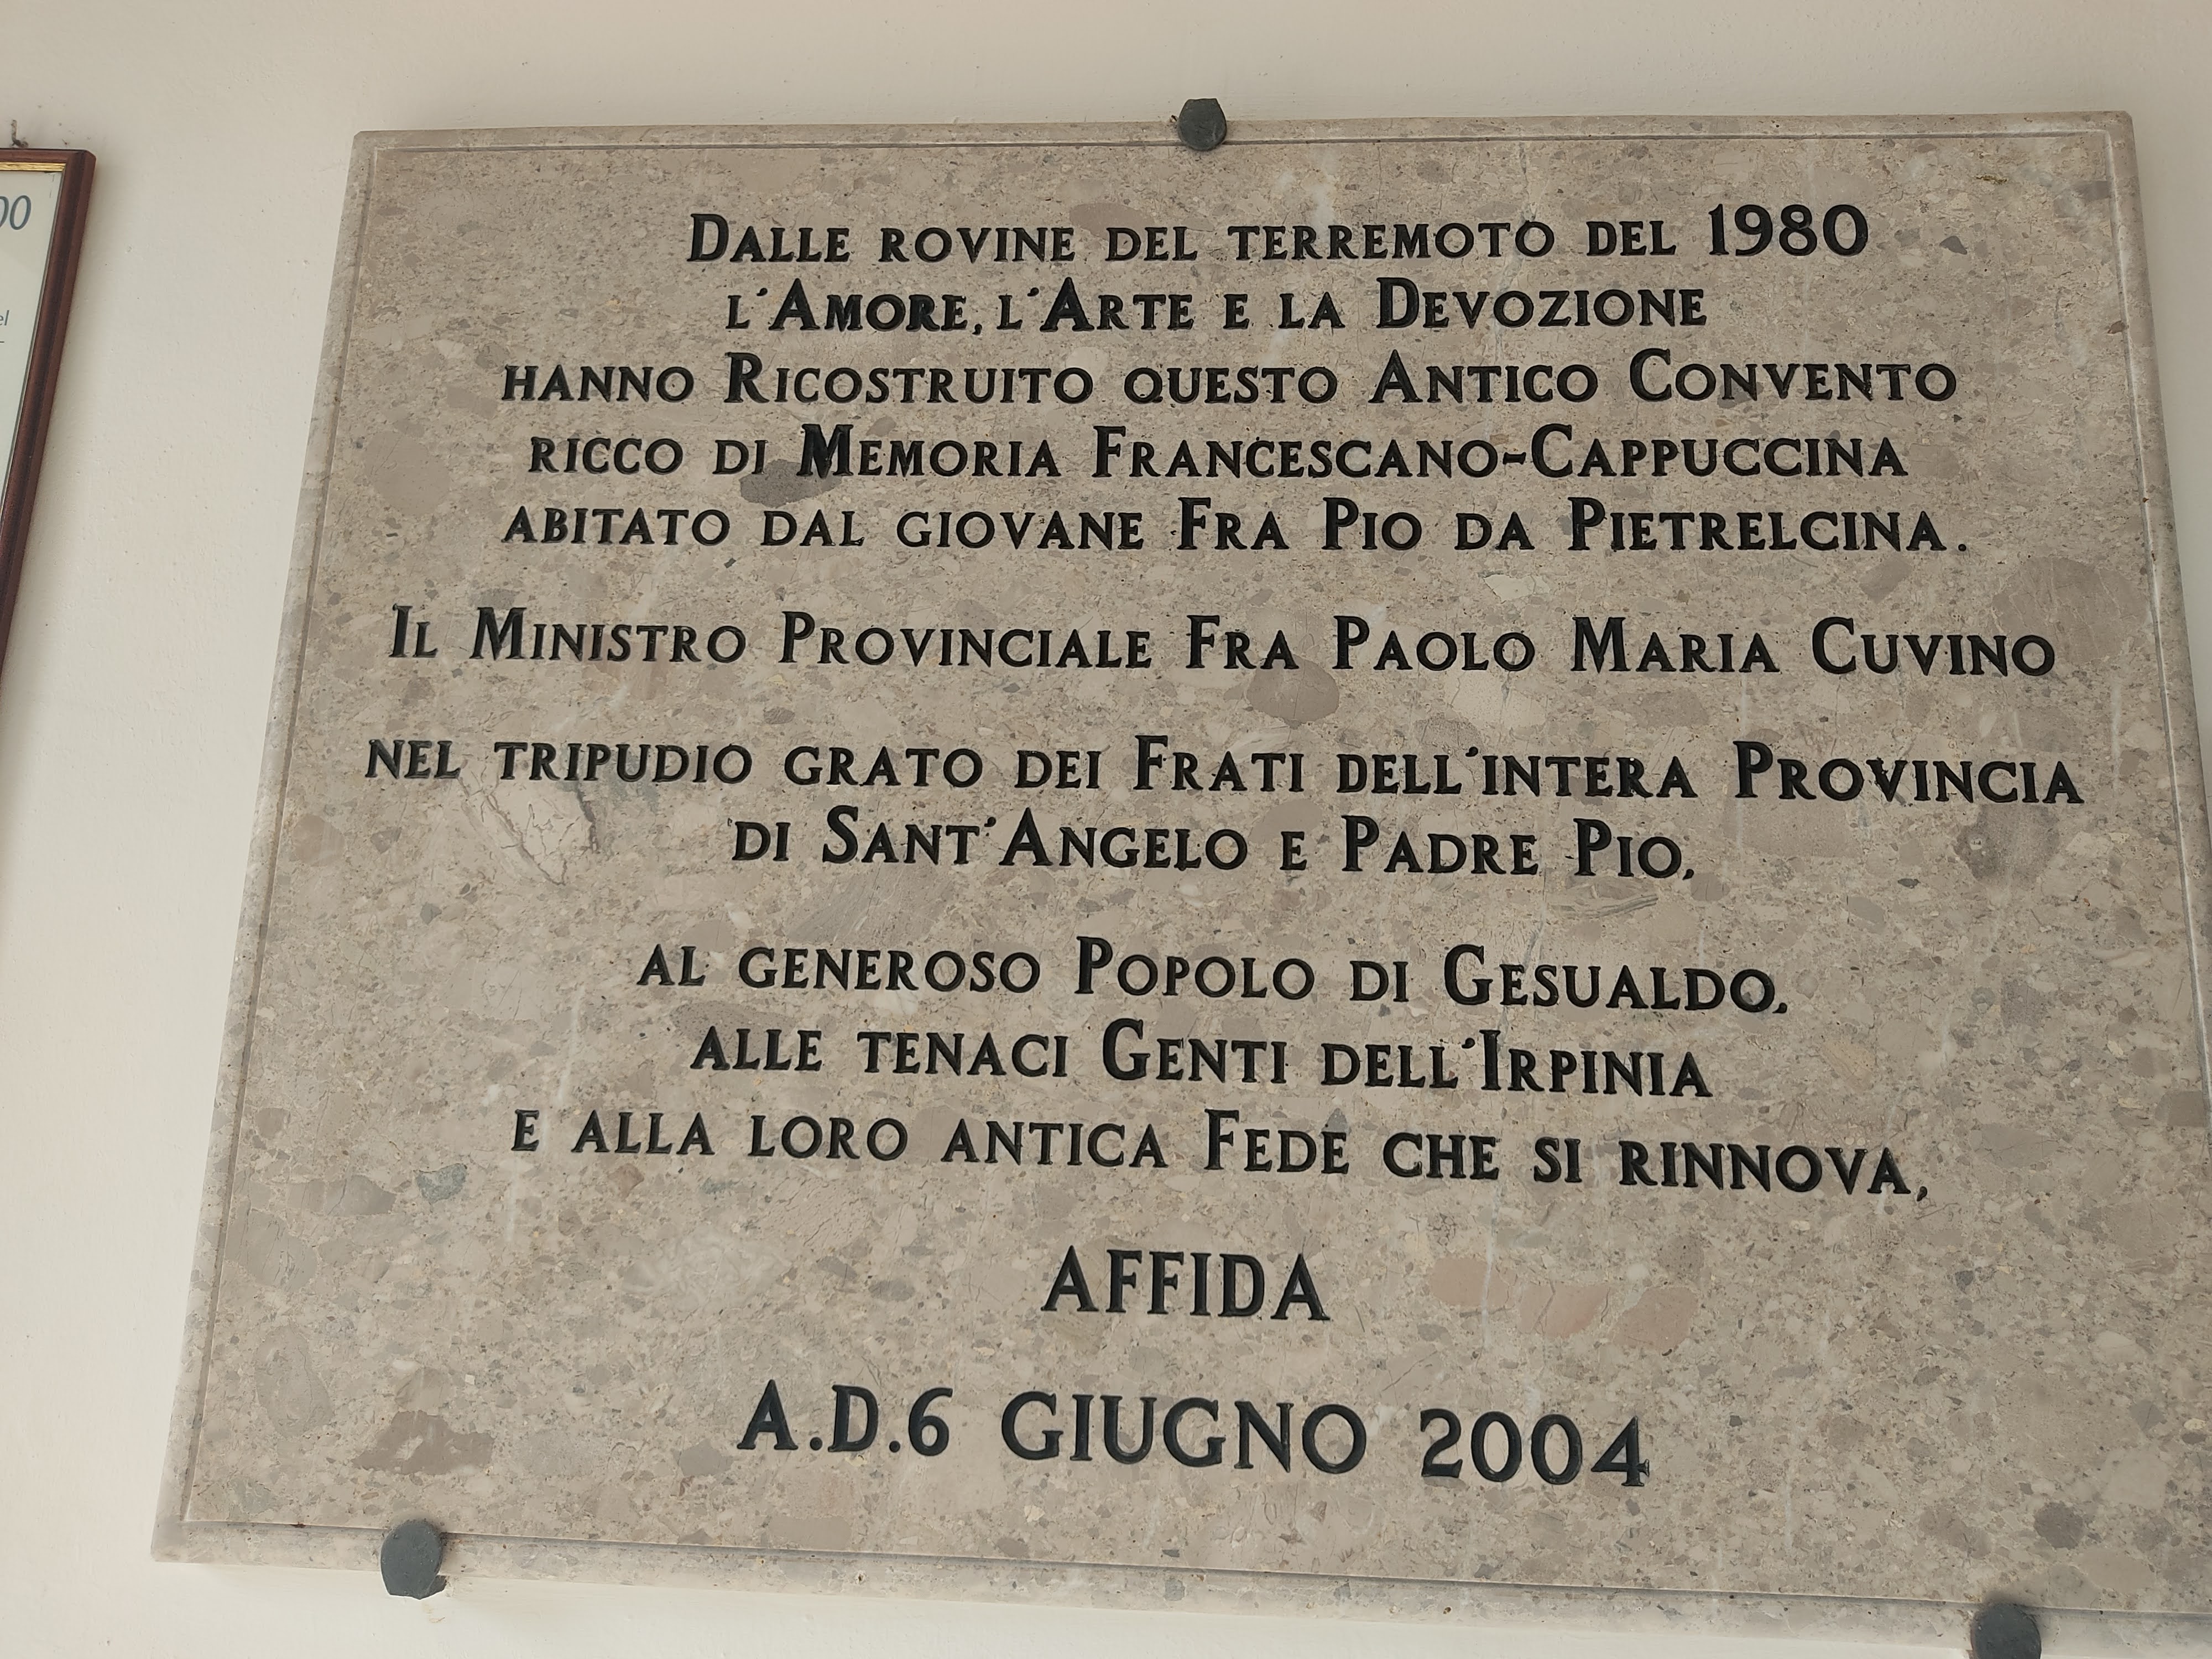 00
el
DALLE ROVINE DEL TERREMOTO DEL 1980
L'AMORE, L'ARTE E LA DEVOZIONE
HANNO RICOSTRUITO QUESTO ANTICO CONVENTO
RICCO DI MEMORIA FRANCESCANO-CAPPUCCINA
ABITATO DAL GIOVANE FRA PIO DA PIETRELCINA.
IL MINISTRO PROVINCIALE FRA PAOLO MARIA CUVINO
NEL TRIPUDIO GRATO DEI FRATI DELL'INTERA PROVINCIA
DI SANT'ANGELO E PADRE PIO,
AL GENEROSO POPOLO DI GESUALDO,
ALLE TENACI GENTI DELL'IRPINIA
E ALLA LORO ANTICA FEDE CHE SI RINNOVA,
AFFIDA
A.D.6 GIUGNO 2004